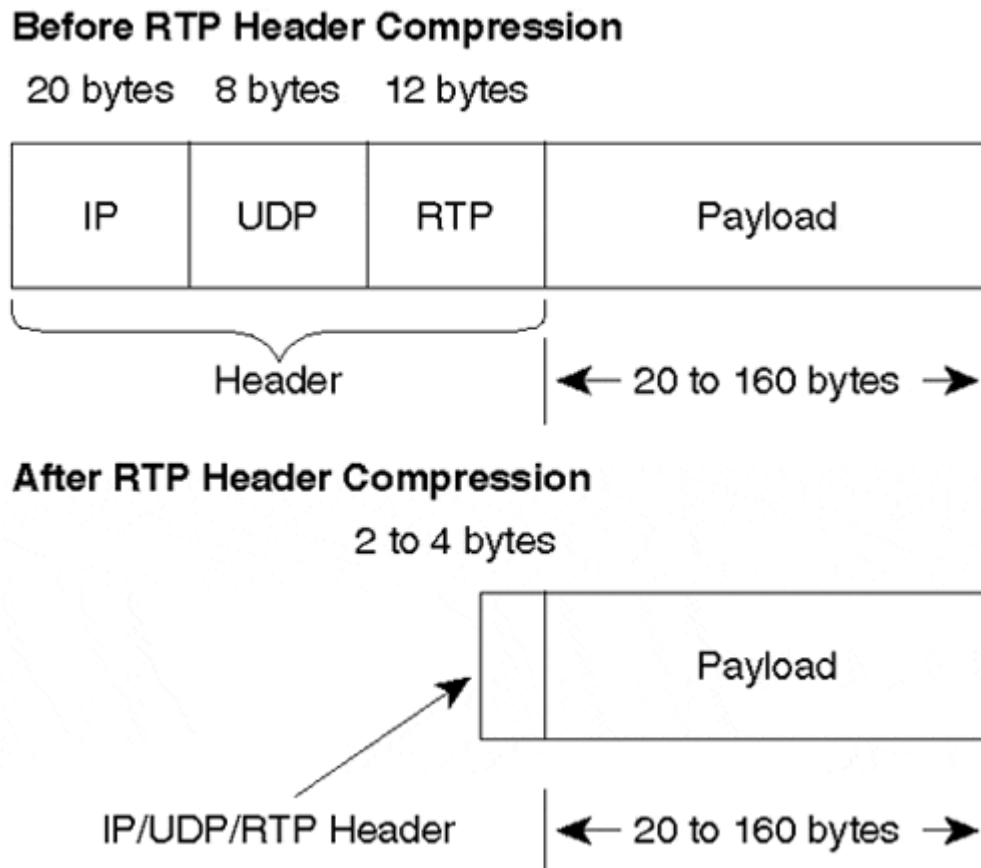 Before RTP Header Compression
20 bytes 8 bytes 12 bytes
IP UDP RTP Payload
Header 20 to 160 bytes
After RTP Header Compression
2 to 4 bytes
Payload
IP/UDP/RTP Header 20 to 160 bytes